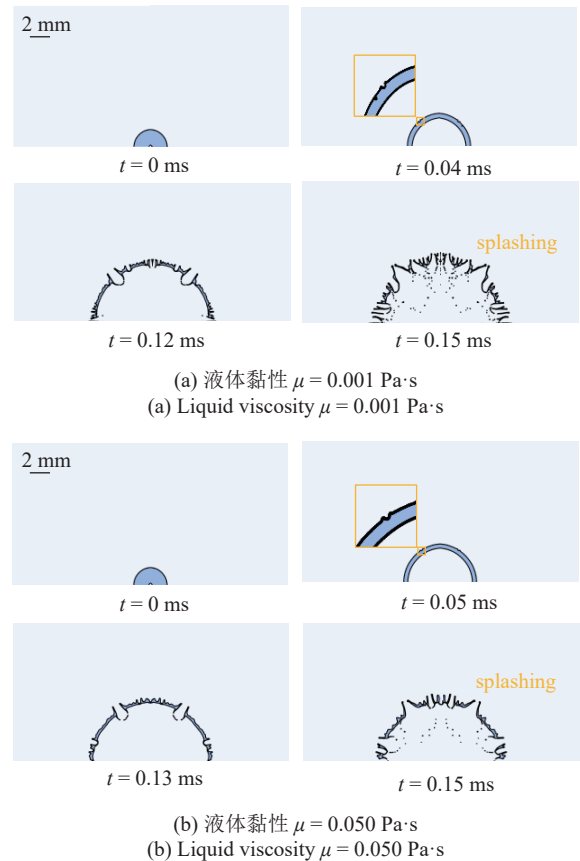 2 mm
t = 0 ms
t = 0.04 ms
splashing
t = 0.12 ms
t = 0.15 ms
(a) 液体黏性 μ = 0.001 Pa·s
(a) Liquid viscosity μ = 0.001 Pa·s
2 mm
t = 0 ms
t = 0.05 ms
splashing
t = 0.13 ms
t = 0.15 ms
(b) 液体黏性 μ = 0.050 Pa·s
(b) Liquid viscosity μ = 0.050 Pa·s